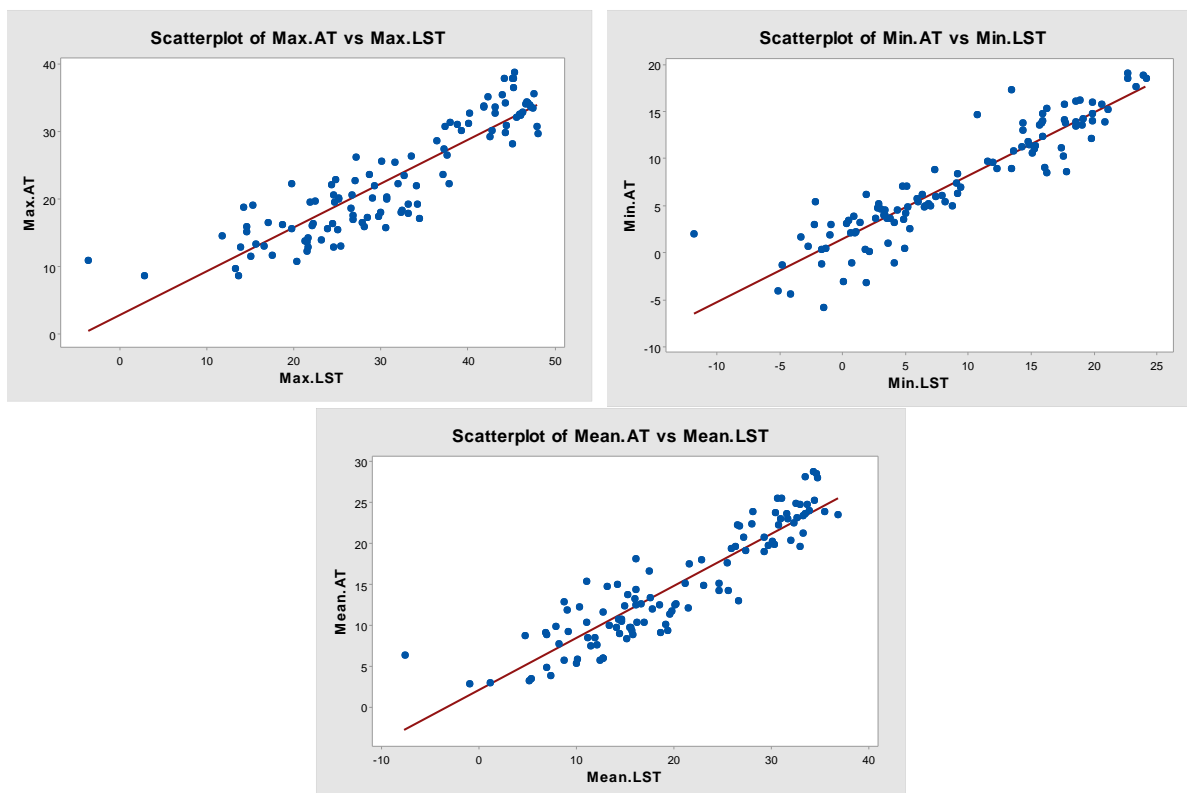 Scatterplot of Max.AT vs Max.LST
40
30
20
10
0
Max.AT
0 10 20 30 40 50
Max.LST
Scatterplot of Min.AT vs Min.LST
20
15
10
5
0
-5
-10
Min.AT
-10 -5 0 5 10 15 20 25
Min.LST
Scatterplot of Mean.AT vs Mean.LST
30
25
20
15
10
5
0
Mean.AT
-10 0 10 20 30 40
Mean.LST